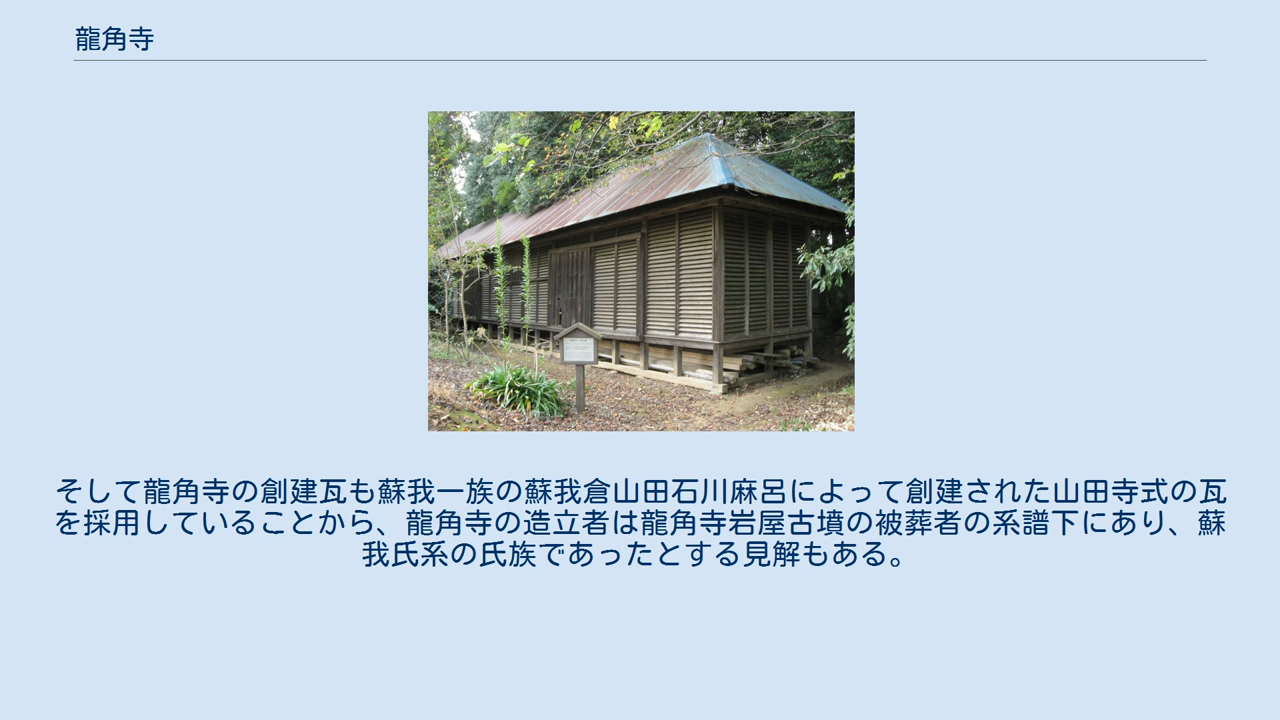 龍角寺
そして龍角寺の創建瓦も蘇我一族の蘇我倉山田石川麻呂によって創建された山田寺式の瓦
を採用していることから、龍角寺の造立者は龍角寺岩屋古墳の被葬者の系譜下にあり、蘇
我氏系の氏族であったとする見解もある。